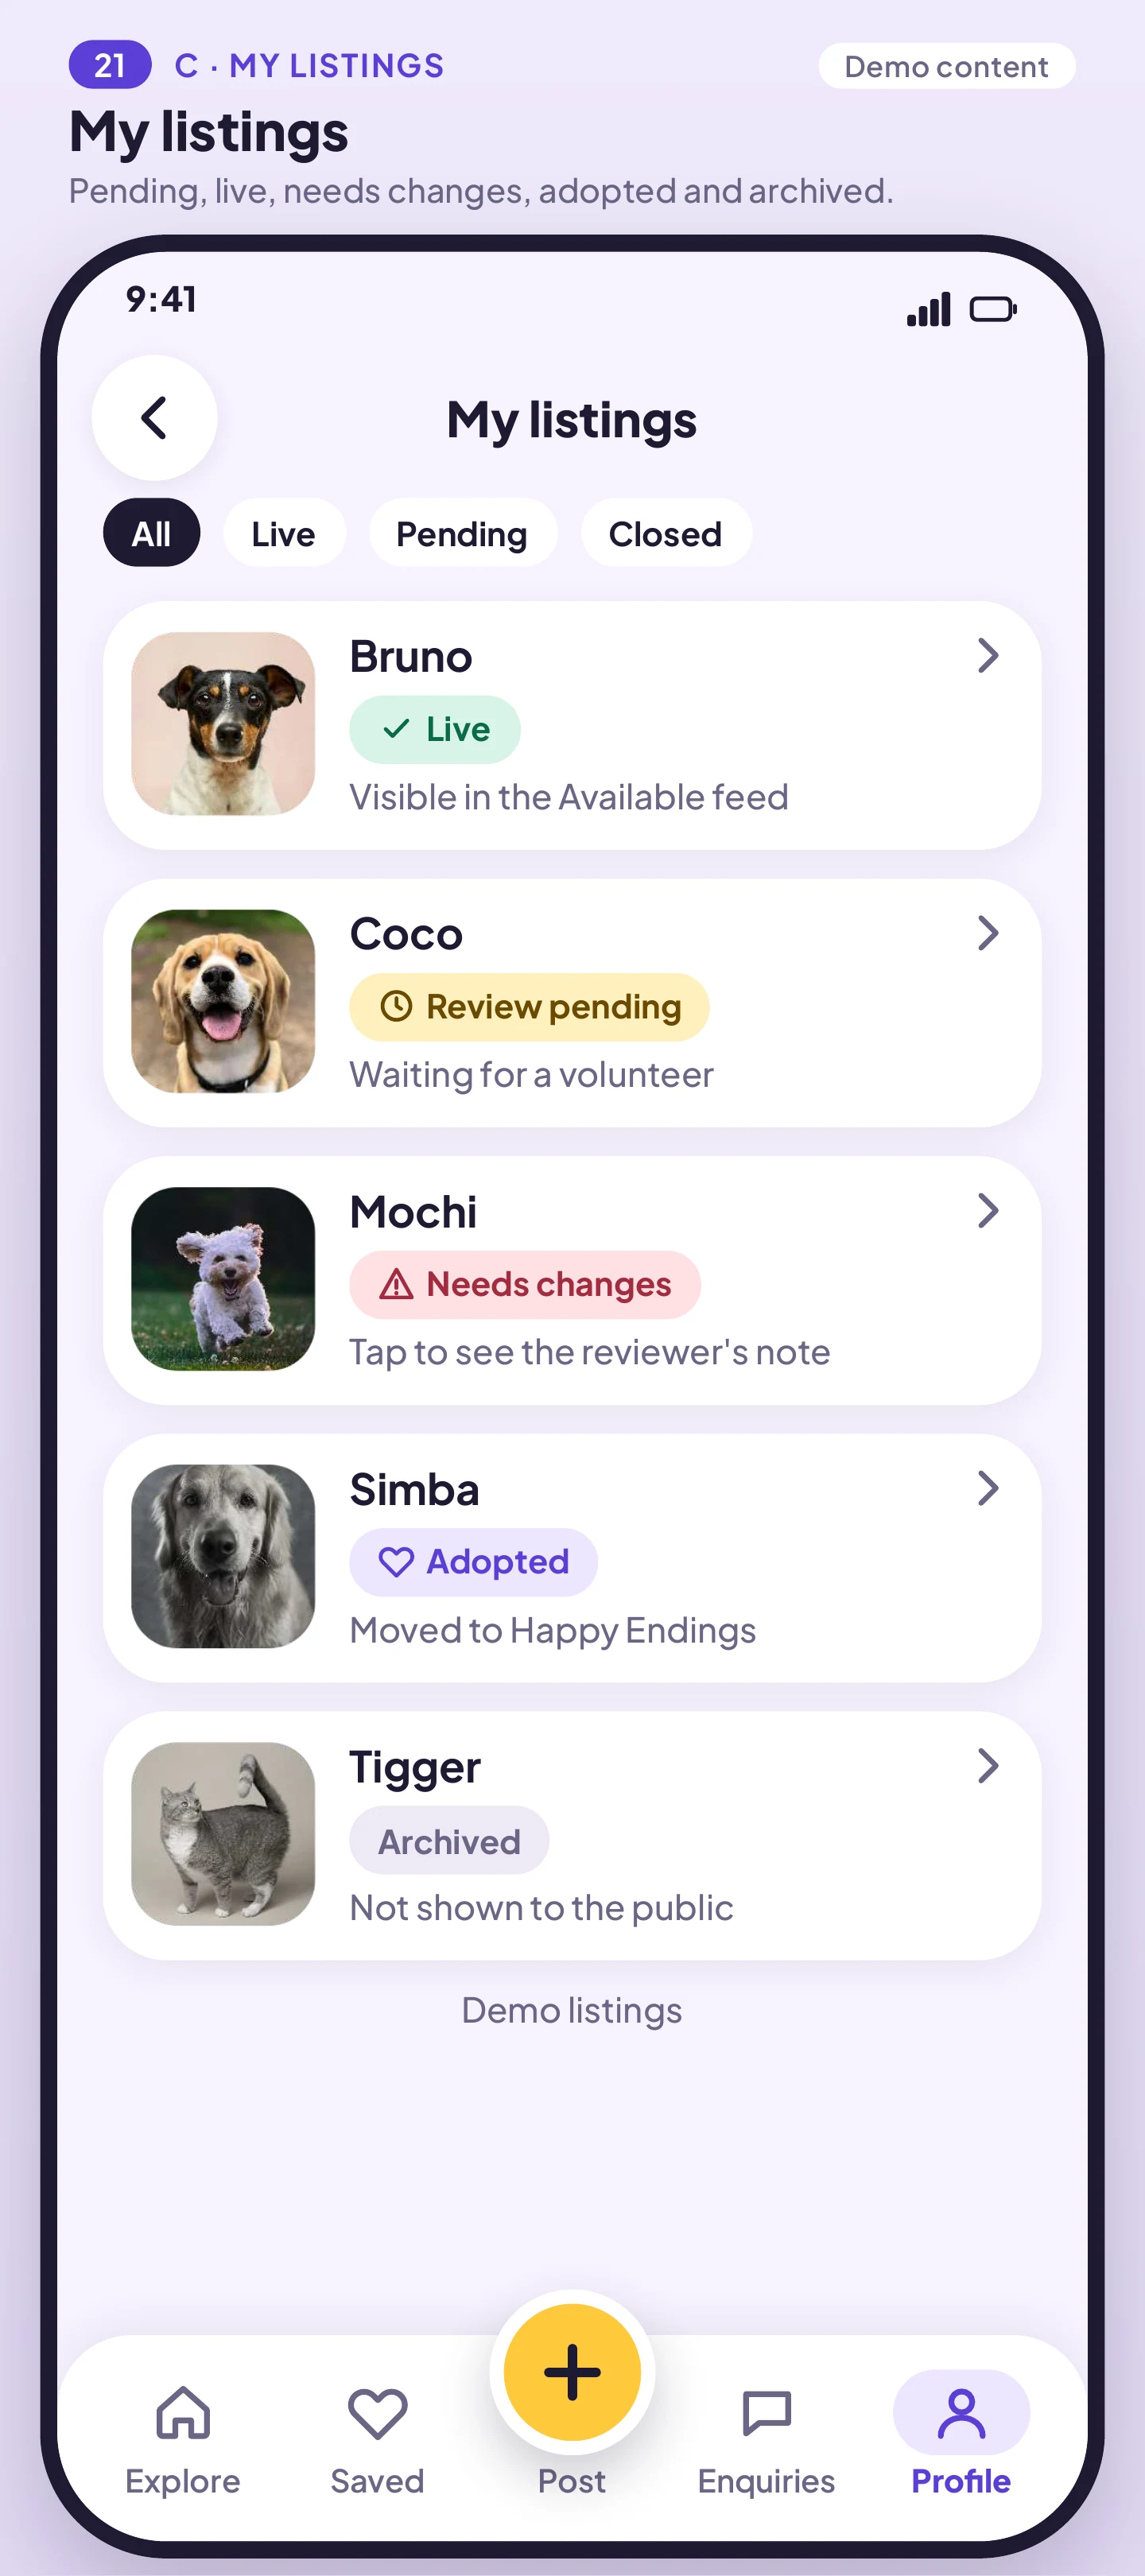 21 C · MY LISTINGS Demo content
My listings
Pending, live, needs changes, adopted and archived.
9:41
My listings
All Live Pending Closed
Bruno
Live
Visible in the Available feed
Coco
Review pending
Waiting for a volunteer
Mochi
Needs changes
Tap to see the reviewer's note
Simba
Adopted
Moved to Happy Endings
Tigger
Archived
Not shown to the public
Demo listings
Explore Saved Post Enquiries Profile